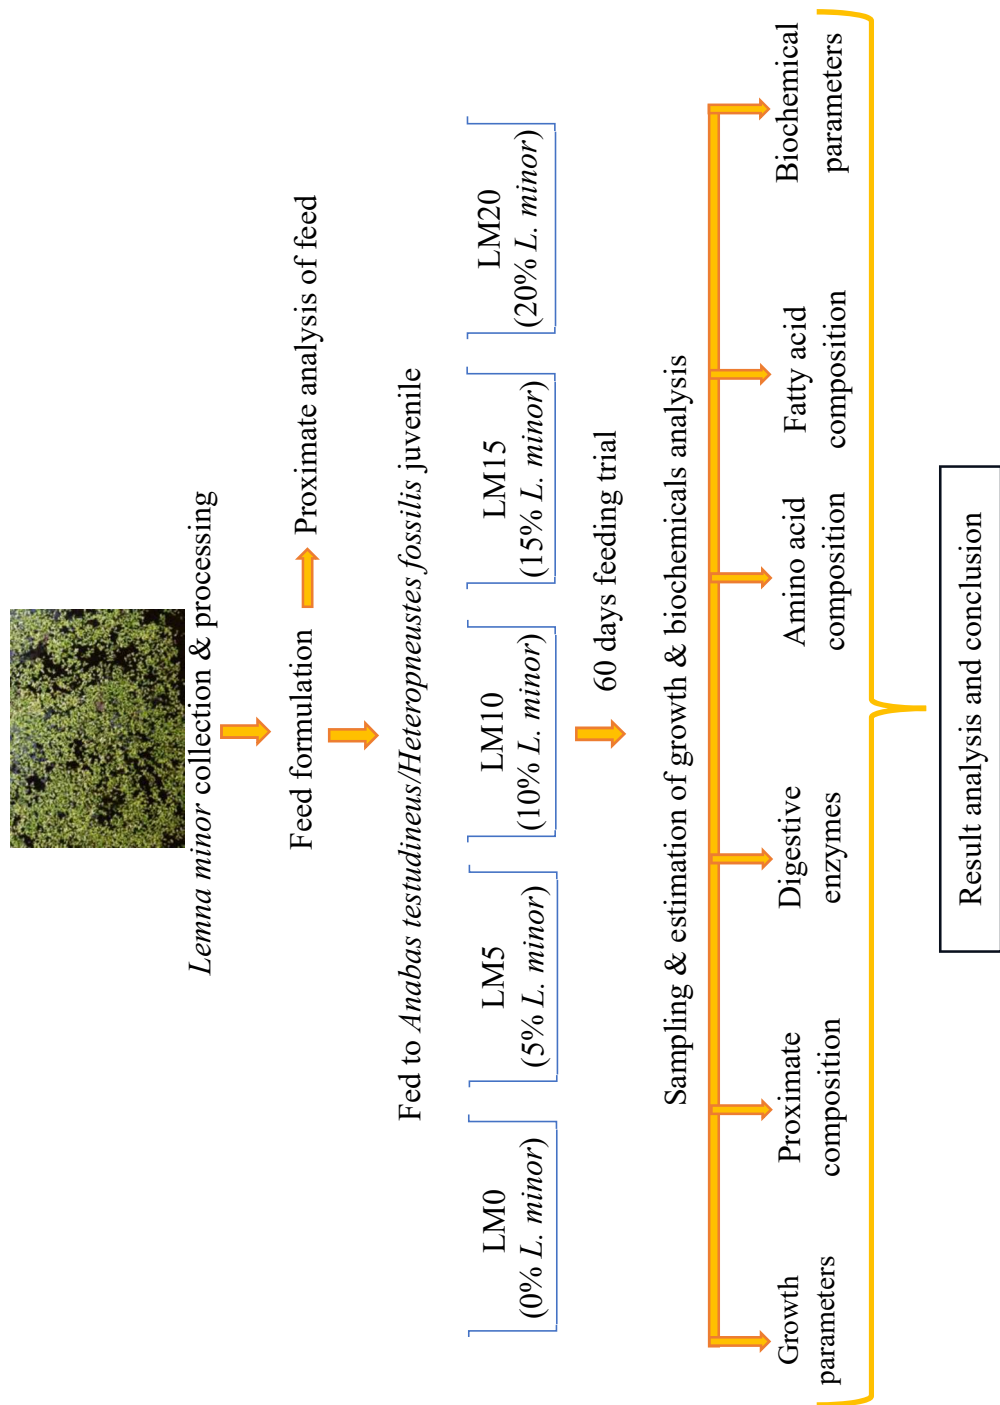 Lemna minor collection & processing
Feed formulation
Proximate analysis of feed
Fed to Anabas testudineus/Heteropneustes fossilis juvenile
LM0
(0% L. minor)
LM5
(5% L. minor)
LM10
(10% L. minor)
LM15
(15% L. minor)
LM20
(20% L. minor)
60 days feeding trial
Sampling & estimation of growth & biochemicals analysis
Growth
parameters
Proximate
composition
Digestive
enzymes
Amino acid
composition
Fatty acid
composition
Biochemical
parameters
Result analysis and conclusion